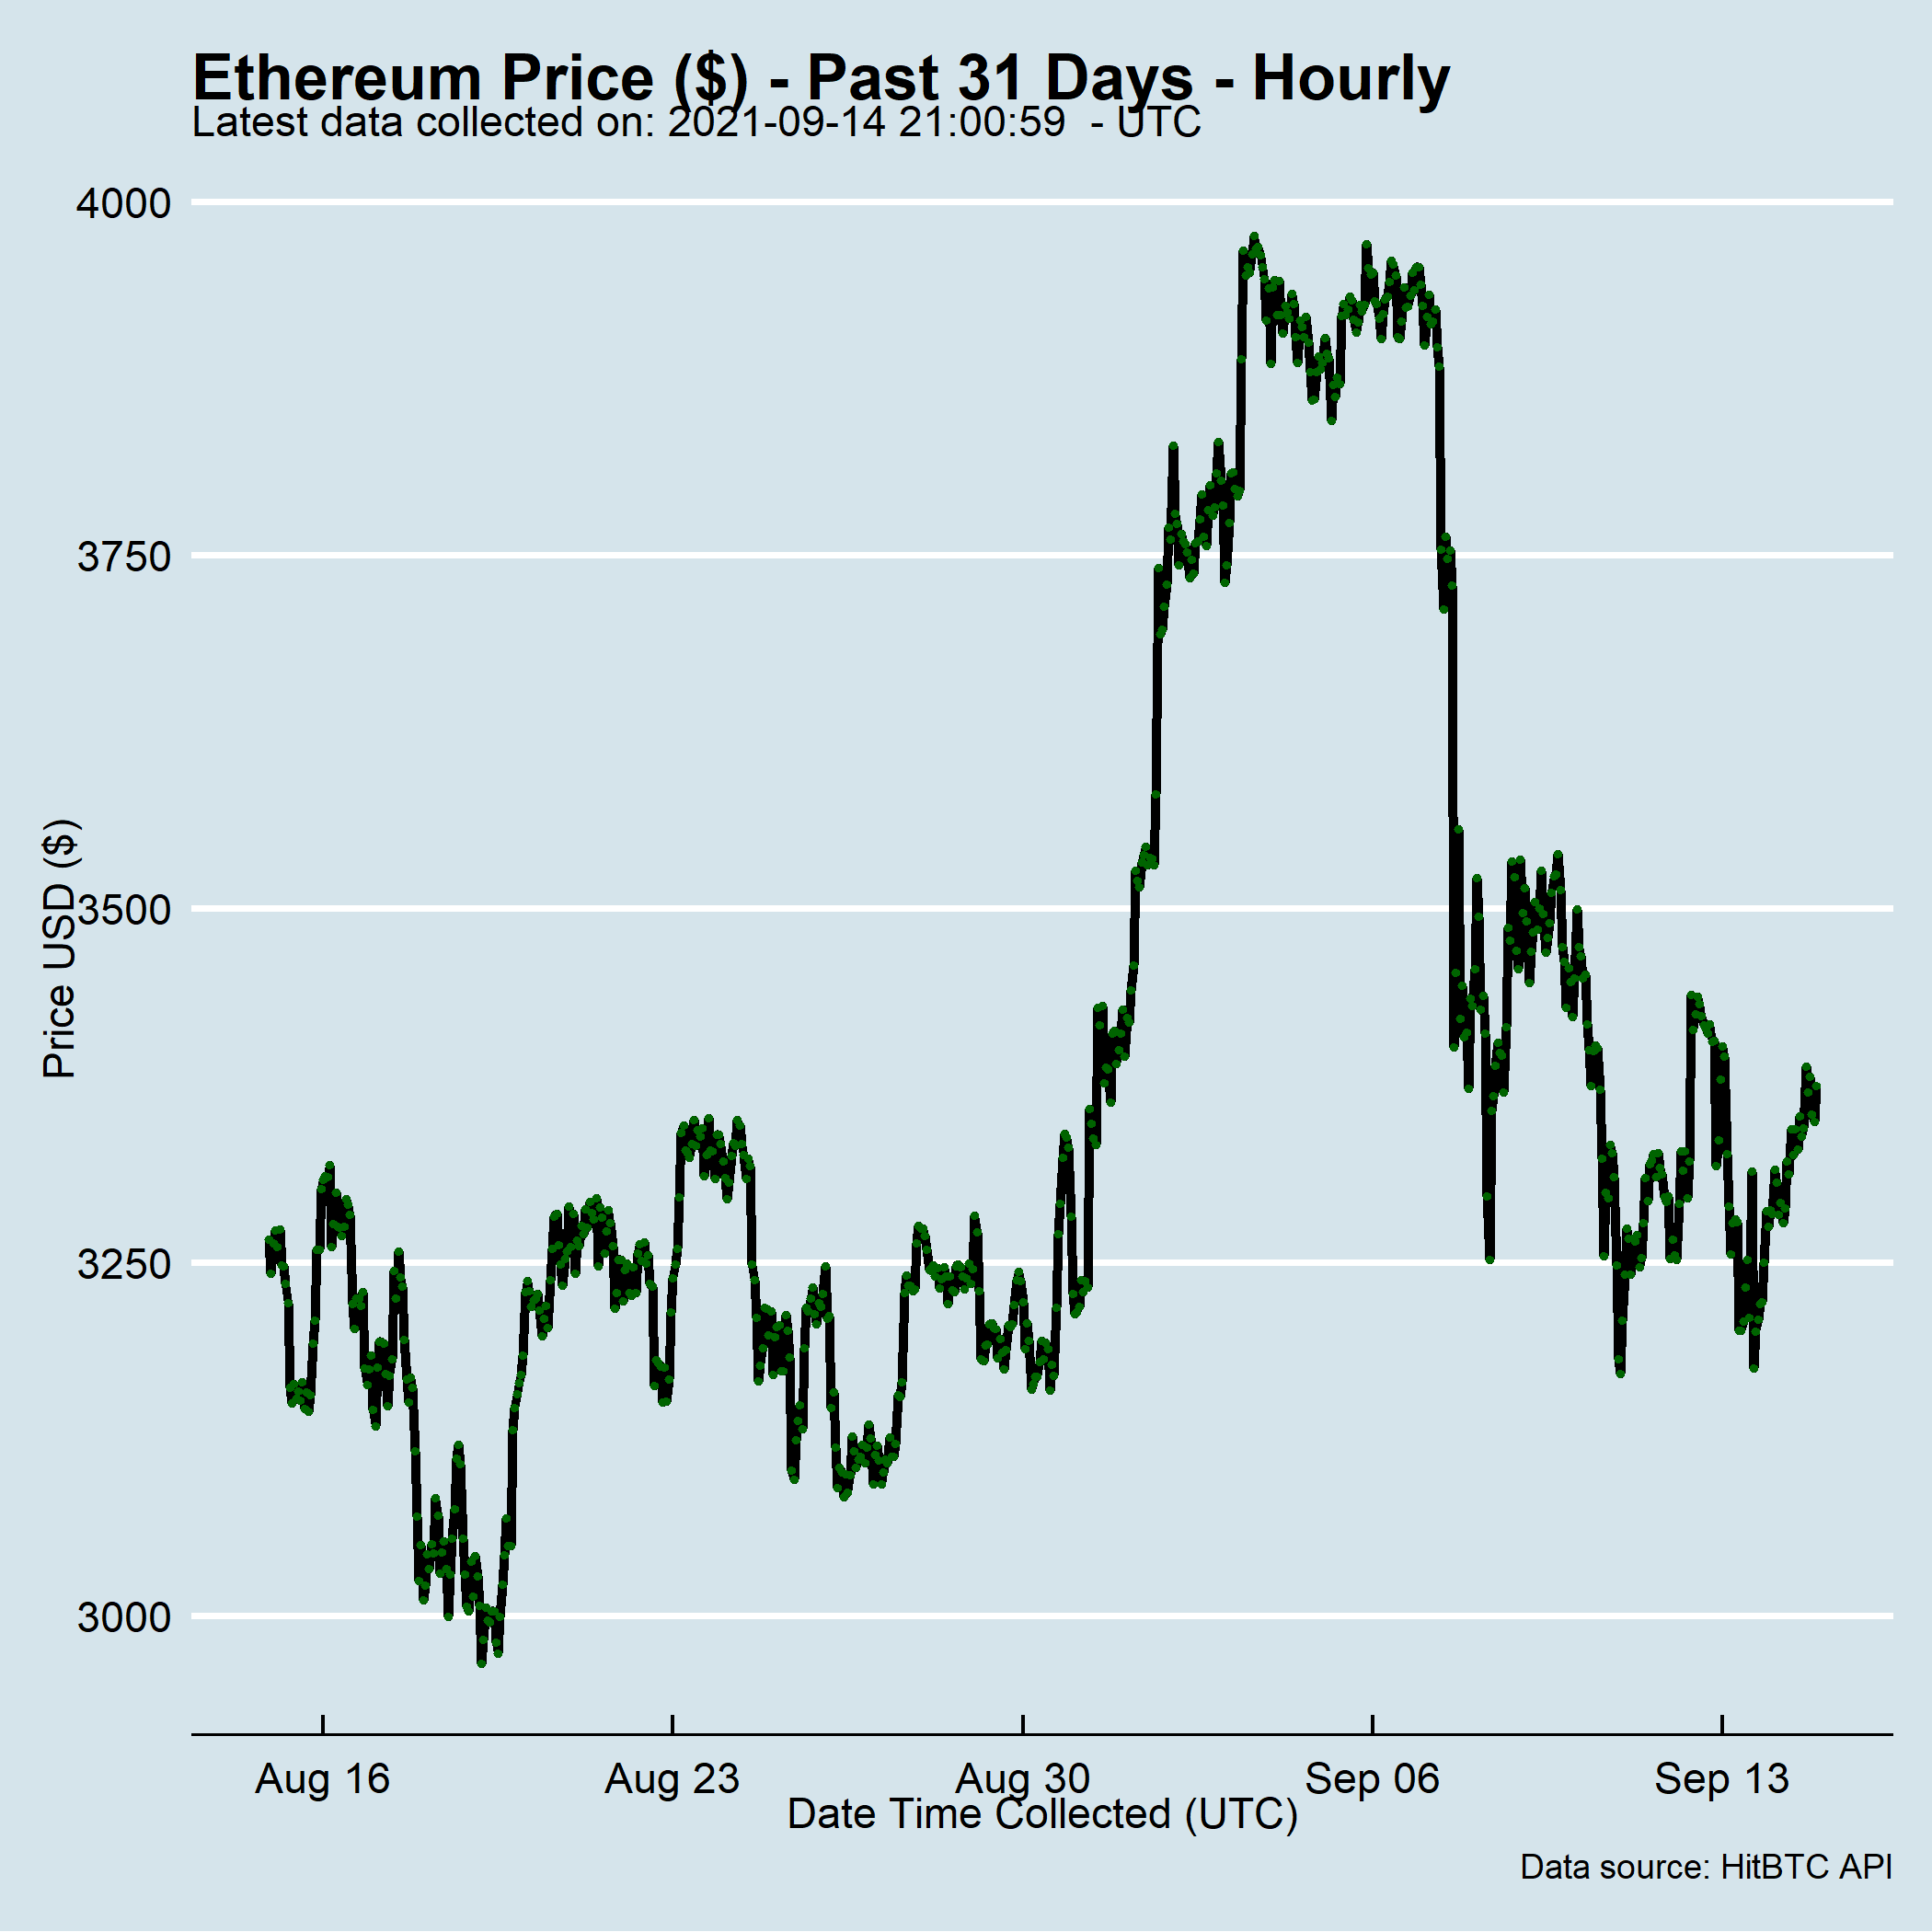 Ethereum Price ($) - Past 31 Days - Hourly
Latest data collected on: 2021-09-14 21:00:59  - UTC
4000
3750
3500
3250
3000
Price USD ($)
Aug 16 Aug 23 Aug 30 Sep 06 Sep 13
Date Time Collected (UTC)
Data source: HitBTC API